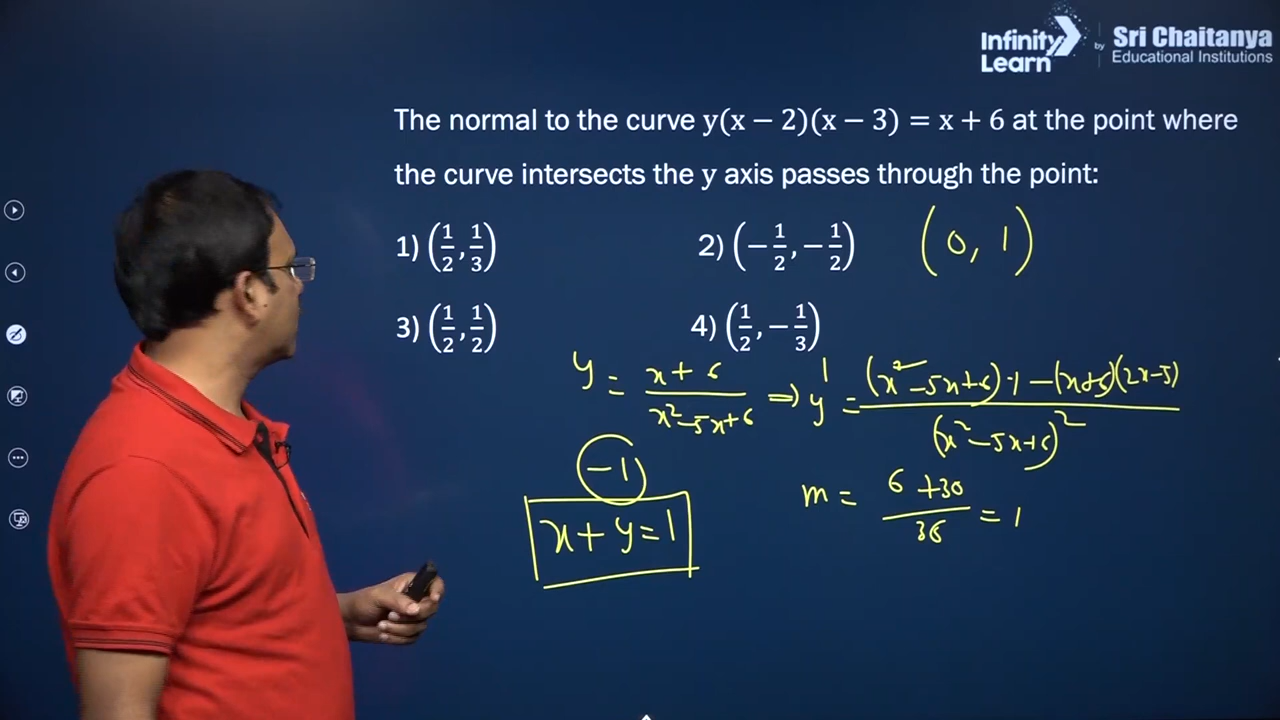 Infinity Learn by Sri Chaitanya Educational Institutions
The normal to the curve y(x − 2)(x − 3) = x + 6 at the point where
the curve intersects the y axis passes through the point:
1) (1/2, 1/3) 2) (−1/2, −1/2) (0, 1)
3) (1/2, 1/2) 4) (1/2, −1/3)
y = (x + 6)/(x² − 5x + 6) ⇒ y' = ((x² − 5x + 6)·1 − (x + 6)(2x − 5))/(x² − 5x + 6)²
−1
m = (6 + 30)/36 = 1
x + y = 1